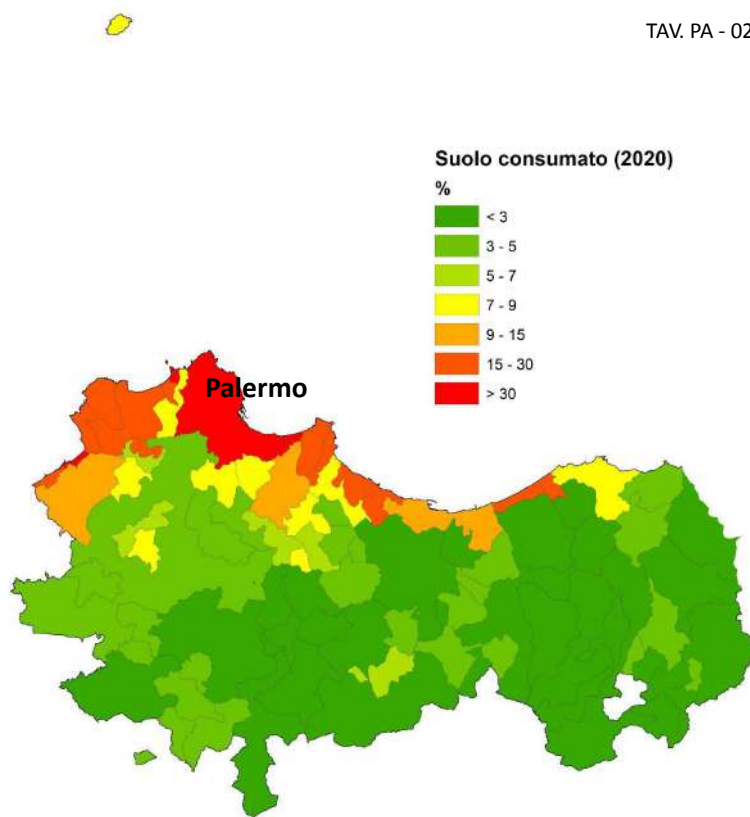 TAV. PA - 02
Suolo consumato (2020)
%
< 3
3 - 5
5 - 7
7 - 9
9 - 15
15 - 30
> 30
Palermo